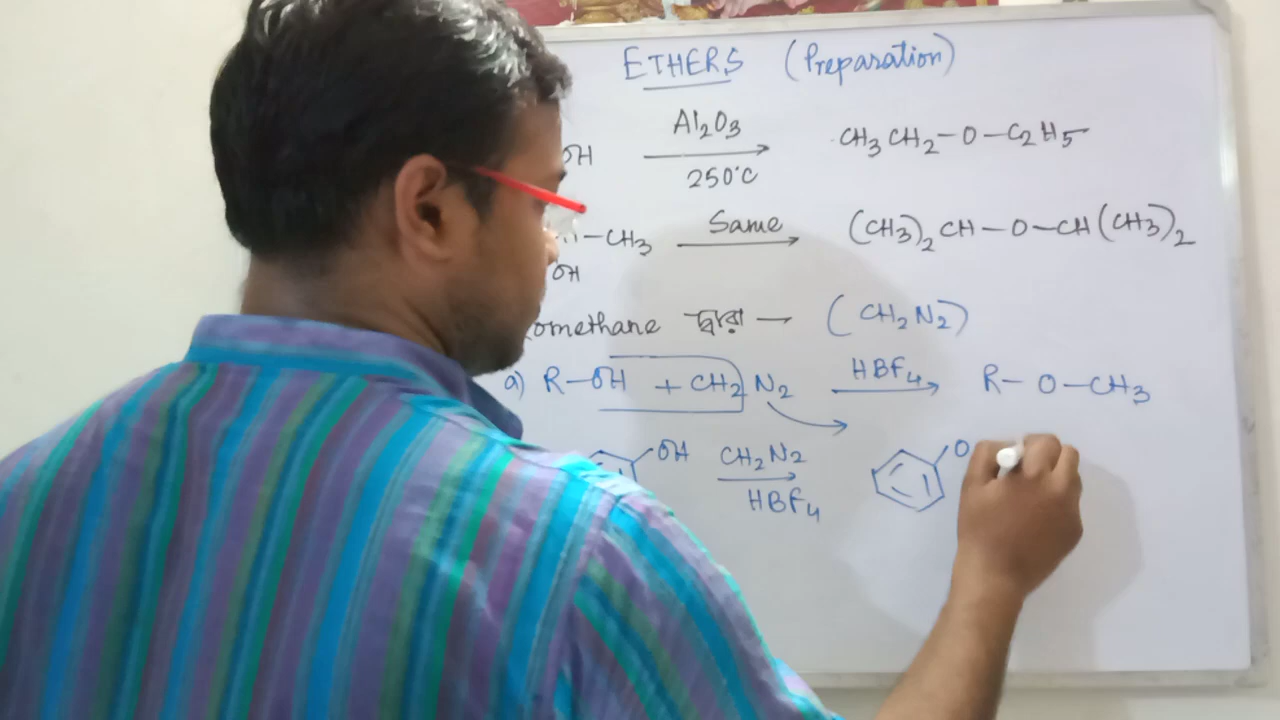 ETHERS (Preparation)
OH Al2O3 250°C CH3CH2-O-C2H5
-CH3 OH Same (CH3)2CH-O-CH(CH3)2
omethane দ্বারা - (CH2N2)
a) R-OH + CH2N2 HBF4 R-O-CH3
OH CH2N2 HBF4 O